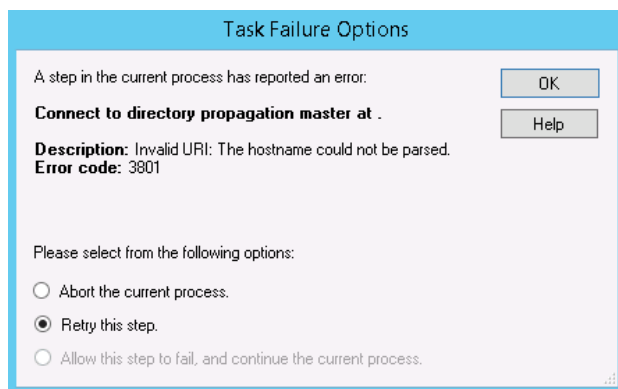 Task Failure Options
A step in the current process has reported an error:
OK
Connect to directory propagation master at .
Help
Description: Invalid URI: The hostname could not be parsed.
Error code: 3801
Please select from the following options:
Abort the current process.
Retry this step.
Allow this step to fail, and continue the current process.